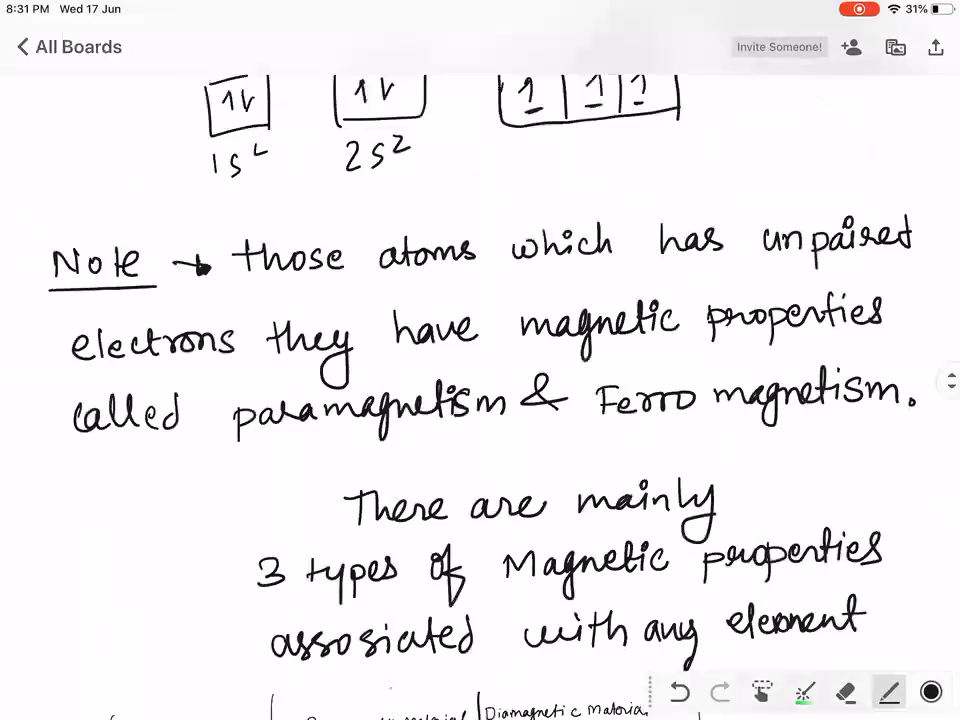 8:31 PM Wed 17 Jun 31%
All Boards
Invite Someone!
1s²
2s²
Note → those atoms which has unpaired
electrons they have magnetic properties
called paramagnetism & Ferro magnetism.
There are mainly
3 types of Magnetic properties
assosiated with any element
Diamagnetic